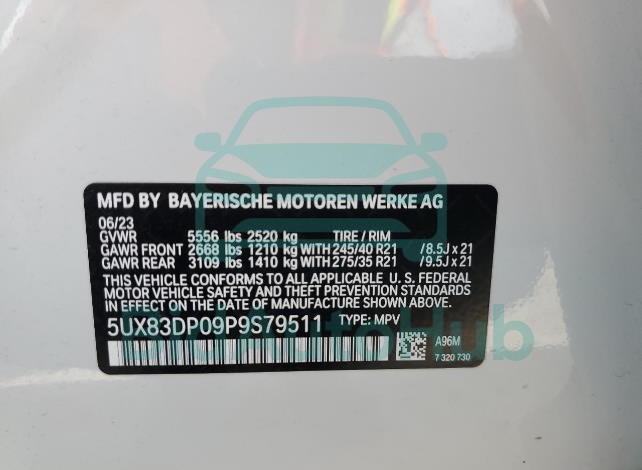 MFD BY BAYERISCHE MOTOREN WERKE AG
06/23
GVWR 5556 lbs 2520 kg TIRE / RIM
GAWR FRONT 2668 lbs 1210 kg WITH 245/40 R21 / 8.5J x 21
GAWR REAR 3109 lbs 1410 kg WITH 275/35 R21 / 9.5J x 21
THIS VEHICLE CONFORMS TO ALL APPLICABLE U. S. FEDERAL
MOTOR VEHICLE SAFETY AND THEFT PREVENTION STANDARDS
IN EFFECT ON THE DATE OF MANUFACTURE SHOWN ABOVE.
5UX83DP09P9S79511 TYPE: MPV
A96M
7 320 730